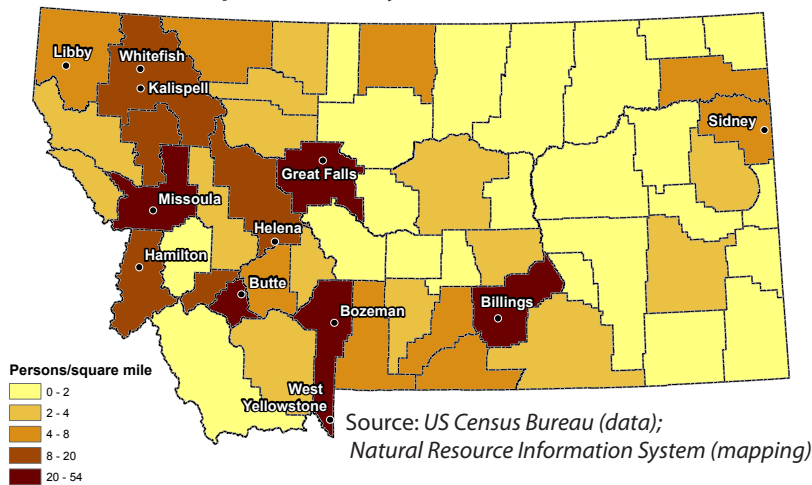 Libby
Whitefish
Kalispell
Sidney
Great Falls
Missoula
Helena
Hamilton
Butte
Bozeman
Billings
West
Yellowstone
Persons/square mile
0 - 2
2 - 4
4 - 8
8 - 20
20 - 54
Source: US Census Bureau (data);
Natural Resource Information System (mapping)